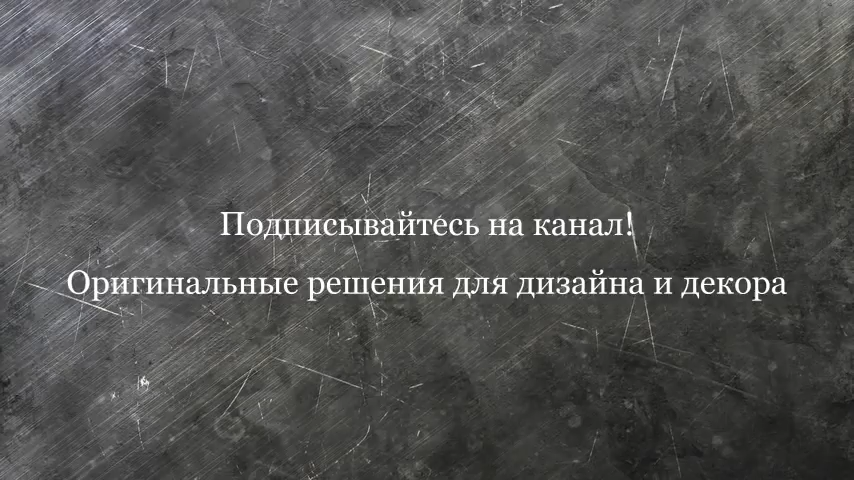 Подписывайтесь на канал!
Оригинальные решения для дизайна и декора